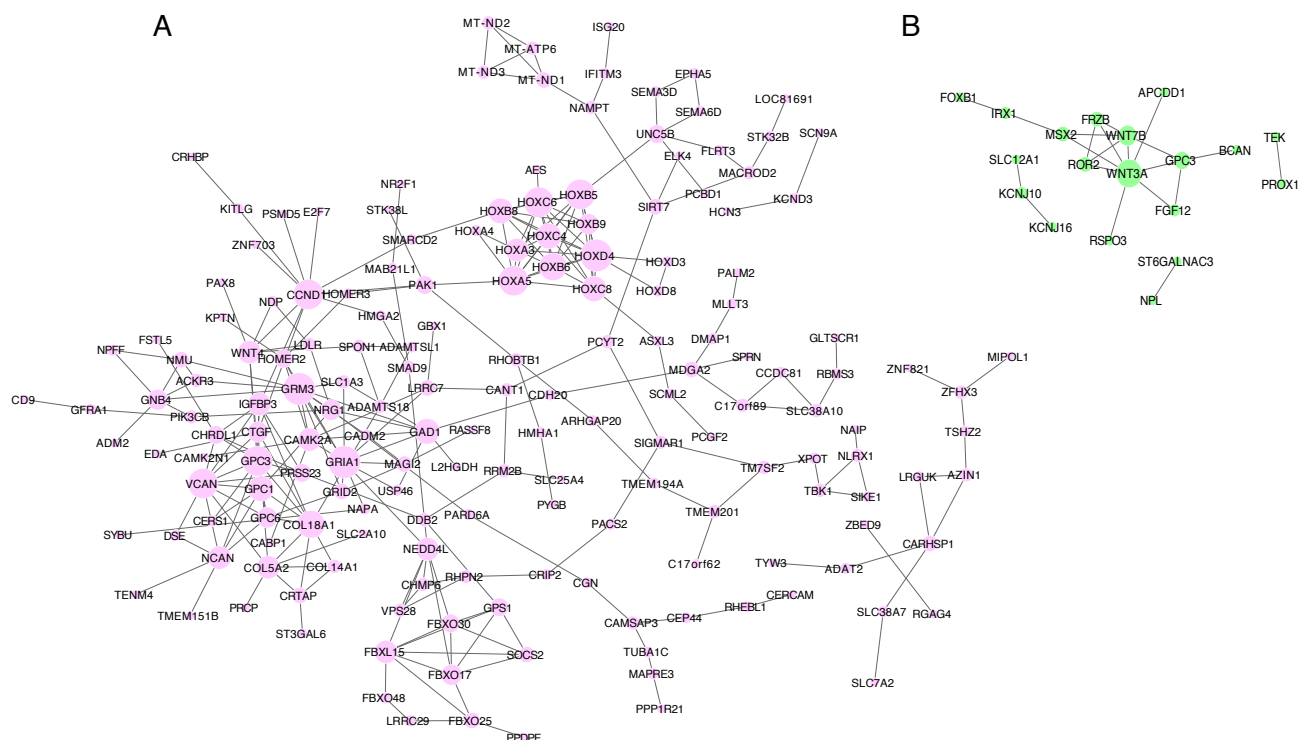 A
B
MT-ND2
ISG20
MT-ATP6
MT-ND3
MT-ND1
IFITM3
EPHA5
SEMA3D
NAMPT
SEMA6D
LOC81691
UNC5B
STK32B
SCN9A
FLRT3
ELK4
CRHBP
AES
MACROD2
NR2F1
HOXC6
HOXB5
PCBD1
KCND3
KITLG
PSMD5
E2F7
STK38L
HOXB8
SIRT7
HCN3
HOXB9
HOXA4
HOXC4
ZNF703
SMARCD2
HOXA3
HOXD4
HOXD3
MAB21L1
HOXB6
PALM2
PAX8
PAK1
HOXA5
HOXC8
HOXD8
NDP
CCND1
HOMER3
MLLT3
KPTN
HMGA2
GBX1
FSTL5
DMAP1
GLTSCR1
NPFF
WNT4
LDLR
SPON1
ADAMTSL1
PCYT2
ASXL3
NMU
HOMER2
RHOBTB1
SPRN
MIPOL1
SMAD9
MDGA2
CCDC81
RBMS3
ZNF821
ACKR3
SLC1A3
GRM3
LRRC7
CANT1
CDH20
SCML2
ZFHX3
CD9
GNB4
GFRA1
IGFBP3
NRG1
ADAMTS18
C17orf89
SLC38A10
PIK3CB
ARHGAP20
NAIP
TSHZ2
CHRDL1
CTGF
CAMK2A
CADM2
GAD1
RASSF8
HMHA1
PCGF2
ADM2
SIGMAR1
EDA
CAMK2N1
GPC3
GRIA1
MAGI2
L2HGDH
XPOT
NLRX1
PRSS23
RRM2B
TM7SF2
AZIN1
LRGUK
VCAN
GPC1
GRID2
USP46
SLC25A4
TMEM194A
TBK1
SIKE1
NAPA
PYGB
CERS1
GPC6
COL18A1
DDB2
PARD6A
TMEM201
SYBU
DSE
SLC2A10
PACS2
ZBED9
CABP1
NCAN
NEDD4L
CARHSP1
COL5A2
COL14A1
C17orf62
TYW3
ADAT2
RHPN2
CRIP2
CHMP6
CGN
TENM4
CRTAP
CERCAM
PRCP
VPS28
GPS1
RHEBL1
TMEM151B
FBXO30
CAMSAP3
CEP44
SLC38A7
RGAG4
ST3GAL6
FBXL15
SOCS2
TUBA1C
FBXO17
MAPRE3
SLC7A2
FBXO48
PPP1R21
LRRC29
FBXO25
PPDPF
FOXB1
APCDD1
IRX1
FRZB
MSX2
WNT7B
TEK
BCAN
SLC12A1
ROR2
GPC3
WNT3A
PROX1
KCNJ10
FGF12
KCNJ16
RSPO3
ST6GALNAC3
NPL